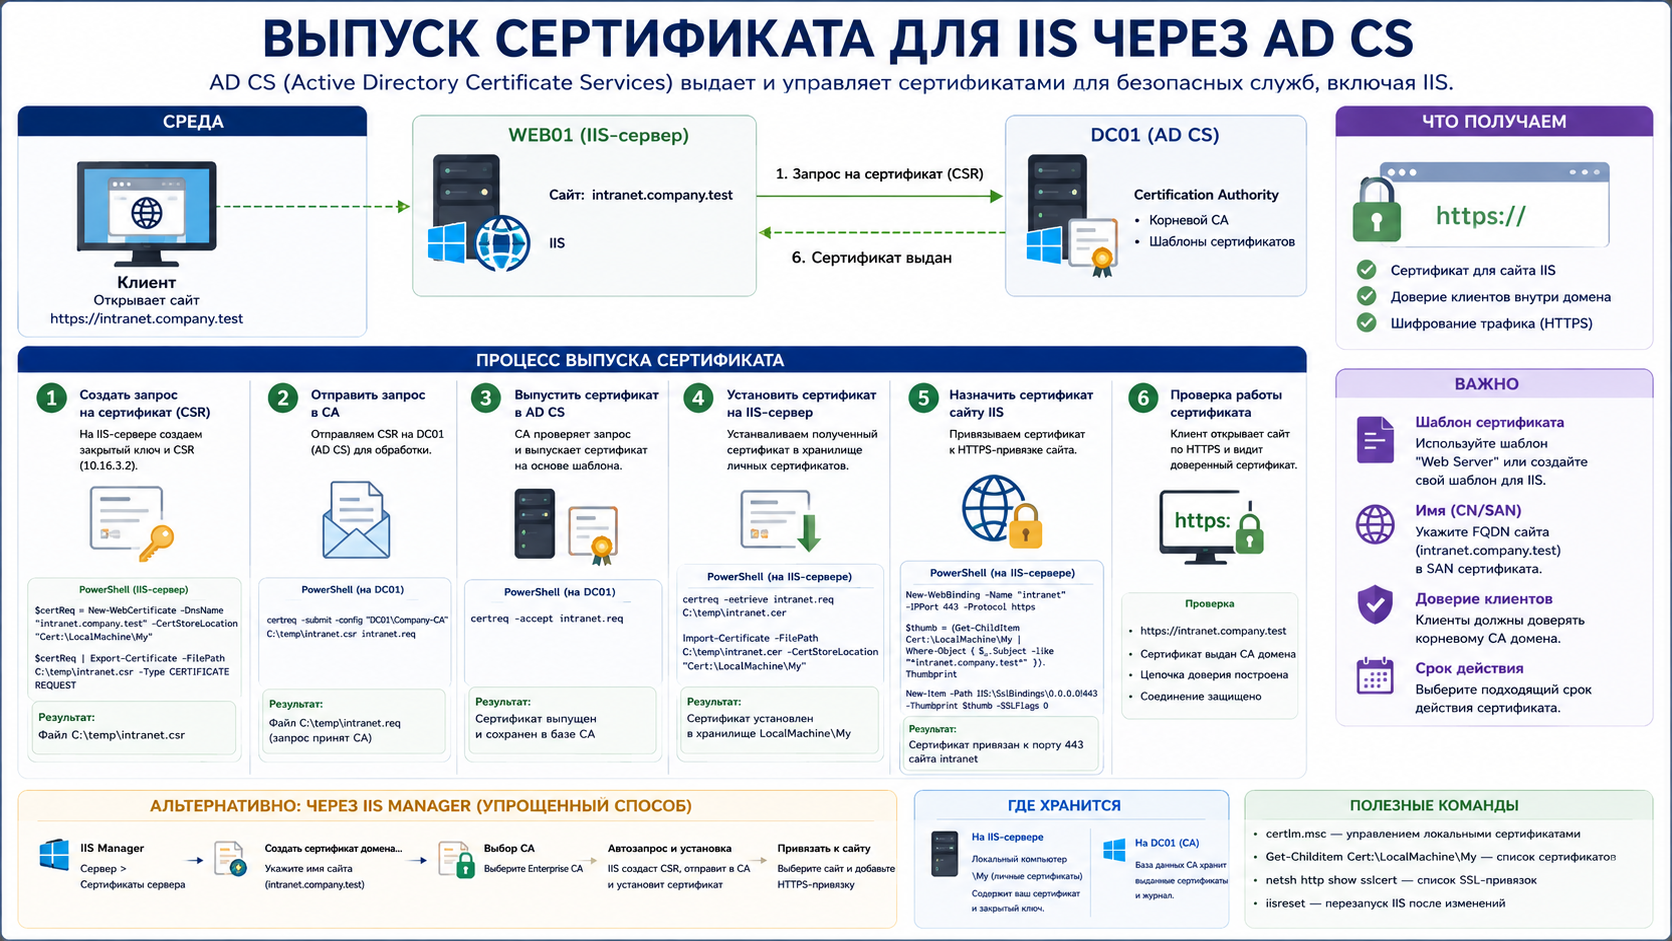 ВЫПУСК СЕРТИФИКАТА ДЛЯ IIS ЧЕРЕЗ AD CS
AD CS (Active Directory Certificate Services) выдает и управляет сертификатами для безопасных служб, включая IIS.
СРЕДА
Клиент
Открывает сайт
https://intranet.company.test
WEB01 (IIS-сервер)
Сайт: intranet.company.test
IIS
1. Запрос на сертификат (CSR)
6. Сертификат выдан
DC01 (AD CS)
Certification Authority
• Корневой CA
• Шаблоны сертификатов
ЧТО ПОЛУЧАЕМ
https://
Сертификат для сайта IIS
Доверие клиентов внутри домена
Шифрование трафика (HTTPS)
ПРОЦЕСС ВЫПУСКА СЕРТИФИКАТА
1
Создать запрос
на сертификат (CSR)
На IIS-сервере создаем
закрытый ключ и CSR
(10.16.3.2).
PowerShell (IIS-сервер)
$certReq = New-WebCertificate -DnsName
"intranet.company.test" -CertStoreLocation
"Cert:\LocalMachine\My"
$certReq | Export-Certificate -FilePath
C:\temp\intranet.csr -Type CERTIFICATE
REQUEST
Результат:
Файл C:\temp\intranet.csr
2
Отправить запрос
в CA
Отправляем CSR на DC01
(AD CS) для обработки.
PowerShell (на DC01)
certreq -submit -config "DC01\Company-CA"
C:\temp\intranet.csr intranet.req
Результат:
Файл C:\temp\intranet.req
(запрос принят CA)
3
Выпустить сертификат
в AD CS
CA проверяет запрос
и выпускает сертификат
на основе шаблона.
PowerShell (на DC01)
certreq -accept intranet.req
Результат:
Сертификат выпущен
и сохранен в базе CA
4
Установить сертификат
на IIS-сервер
Устанваливаем полученный
сертификат в хранилище
личных сертификатов.
PowerShell (на IIS-сервере)
certreq -eetrieve intranet.req
C:\temp\intranet.cer
Import-Certificate -FilePath
C:\temp\intranet.cer -CertStoreLocation
"Cert:\LocalMachine\My"
Результат:
Сертификат установлен
в хранилище LocalMachine\My
5
Назначить сертификат
сайту IIS
Привязываем сертификат
к HTTPS-привязке сайта.
PowerShell (на IIS-сервере)
New-WebBinding -Name "intranet"
-IPPort 443 -Protocol https
$thumb = (Get-ChildItem
Cert:\LocalMachine\My |
Where-Object { .Subject -like
"*intranet.company.test*" }).
Thumbprint
New-Item -Path IIS:\SslBindings\0.0.0.0!443
-Thumbprint $thumb -SSLFlags 0
Результат:
Сертификат привязан к порту 443
сайта intranet
6
Проверка работы
сертификата
Клиент открывает сайт
по HTTPS и видит
доверенный сертификат.
https:
Проверка
• https://intranet.company.test
• Сертификат выдан CA домена
• Цепочка доверия построена
• Соединение защищено
ВАЖНО
Шаблон сертификата
Используйте шаблон
"Web Server" или создайте
свой шаблон для IIS.
Имя (CN/SAN)
Укажите FQDN сайта
(intranet.company.test)
в SAN сертификата.
Доверие клиентов
Клиенты должны доверять
корневому CA домена.
Срок действия
Выберите подходящий срок
действия сертификата.
АЛЬТЕРНАТИВНО: ЧЕРЕЗ IIS MANAGER (УПРОЩЕННЫЙ СПОСОБ)
IIS Manager
Сервер >
Сертификаты сервера
Создать сертификат домена...
Укажите имя сайта
(intranet.company.test)
Выбор CA
Выберите Enterprise CA
Автозапрос и установка
IIS создаст CSR, отправит в CA
и установит сертификат
Привязать к сайту
Выберите сайт и добавьте
HTTPS-привязку
ГДЕ ХРАНИТСЯ
На IIS-сервере
Локальный компьютер
\My (личные сертификаты)
Содержит ваш сертификат
и закрытый ключ.
На DC01 (CA)
База данных CA хранит
выданные сертификаты
и журнал.
ПОЛЕЗНЫЕ КОМАНДЫ
• certlm.msc — управлением локальными сертификатами
• Get-Childitem Cert:\LocalMachine\My — список сертификатов
• netsh http show sslcert — список SSL-привязок
• iisreset — перезапуск IIS после изменений